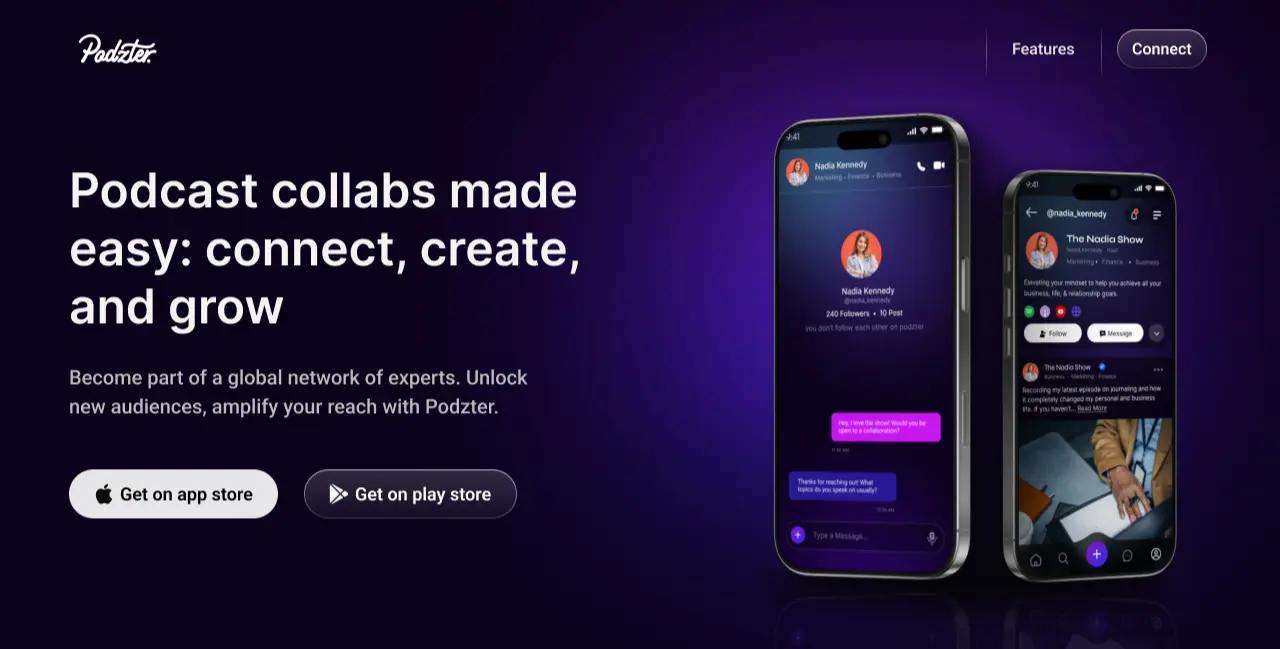 Podzter.
Features
Connect
Podcast collabs made
easy: connect, create,
and grow
Become part of a global network of experts. Unlock
new audiences, amplify your reach with Podzter.
Get on app store
Get on play store
9:41
Nadia Kennedy
Marketing • Finance • Business
Nadia Kennedy
@nadia_kennedy
240 Followers • 10 Post
you don't follow each other on podzter
Hey, I love the show! Would you be
open to a collaboration?
11:36 AM
Thanks for reaching out! What
topics do you speak on usually?
Type a Message...
9:41
@nadia_kennedy
The Nadia Show
Kennedy
Marketing • Finance • Business
Elevating your mindset to help you achieve all your
business, life, & relationship goals.
Follow
Message
The Nadia Show
Business • Marketing • Finance
Recording my latest episode on journaling and how
it completely changed my personal and business
life. If you haven't... Read More